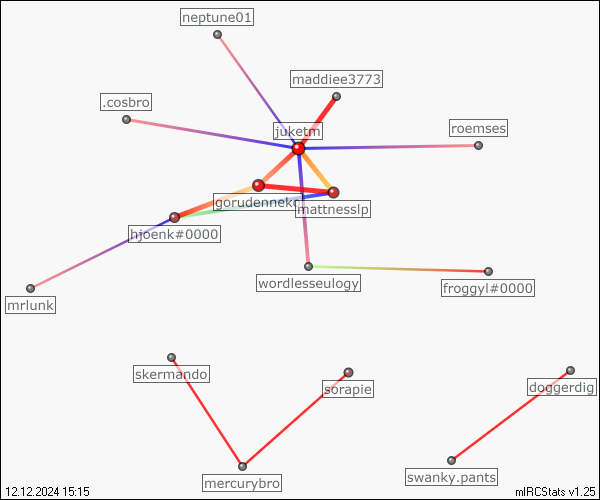 neptune01
maddiee3773
.cosbro
juketm
roemses
gorudenneko
mattnesslp
hjoenk#0000
wordlesseulogy
froggyl#0000
mrlunk
skermando
sorapie
doggerdig
mercurybro
swanky.pants
12.12.2024 15:15
mIRCStats v1.25